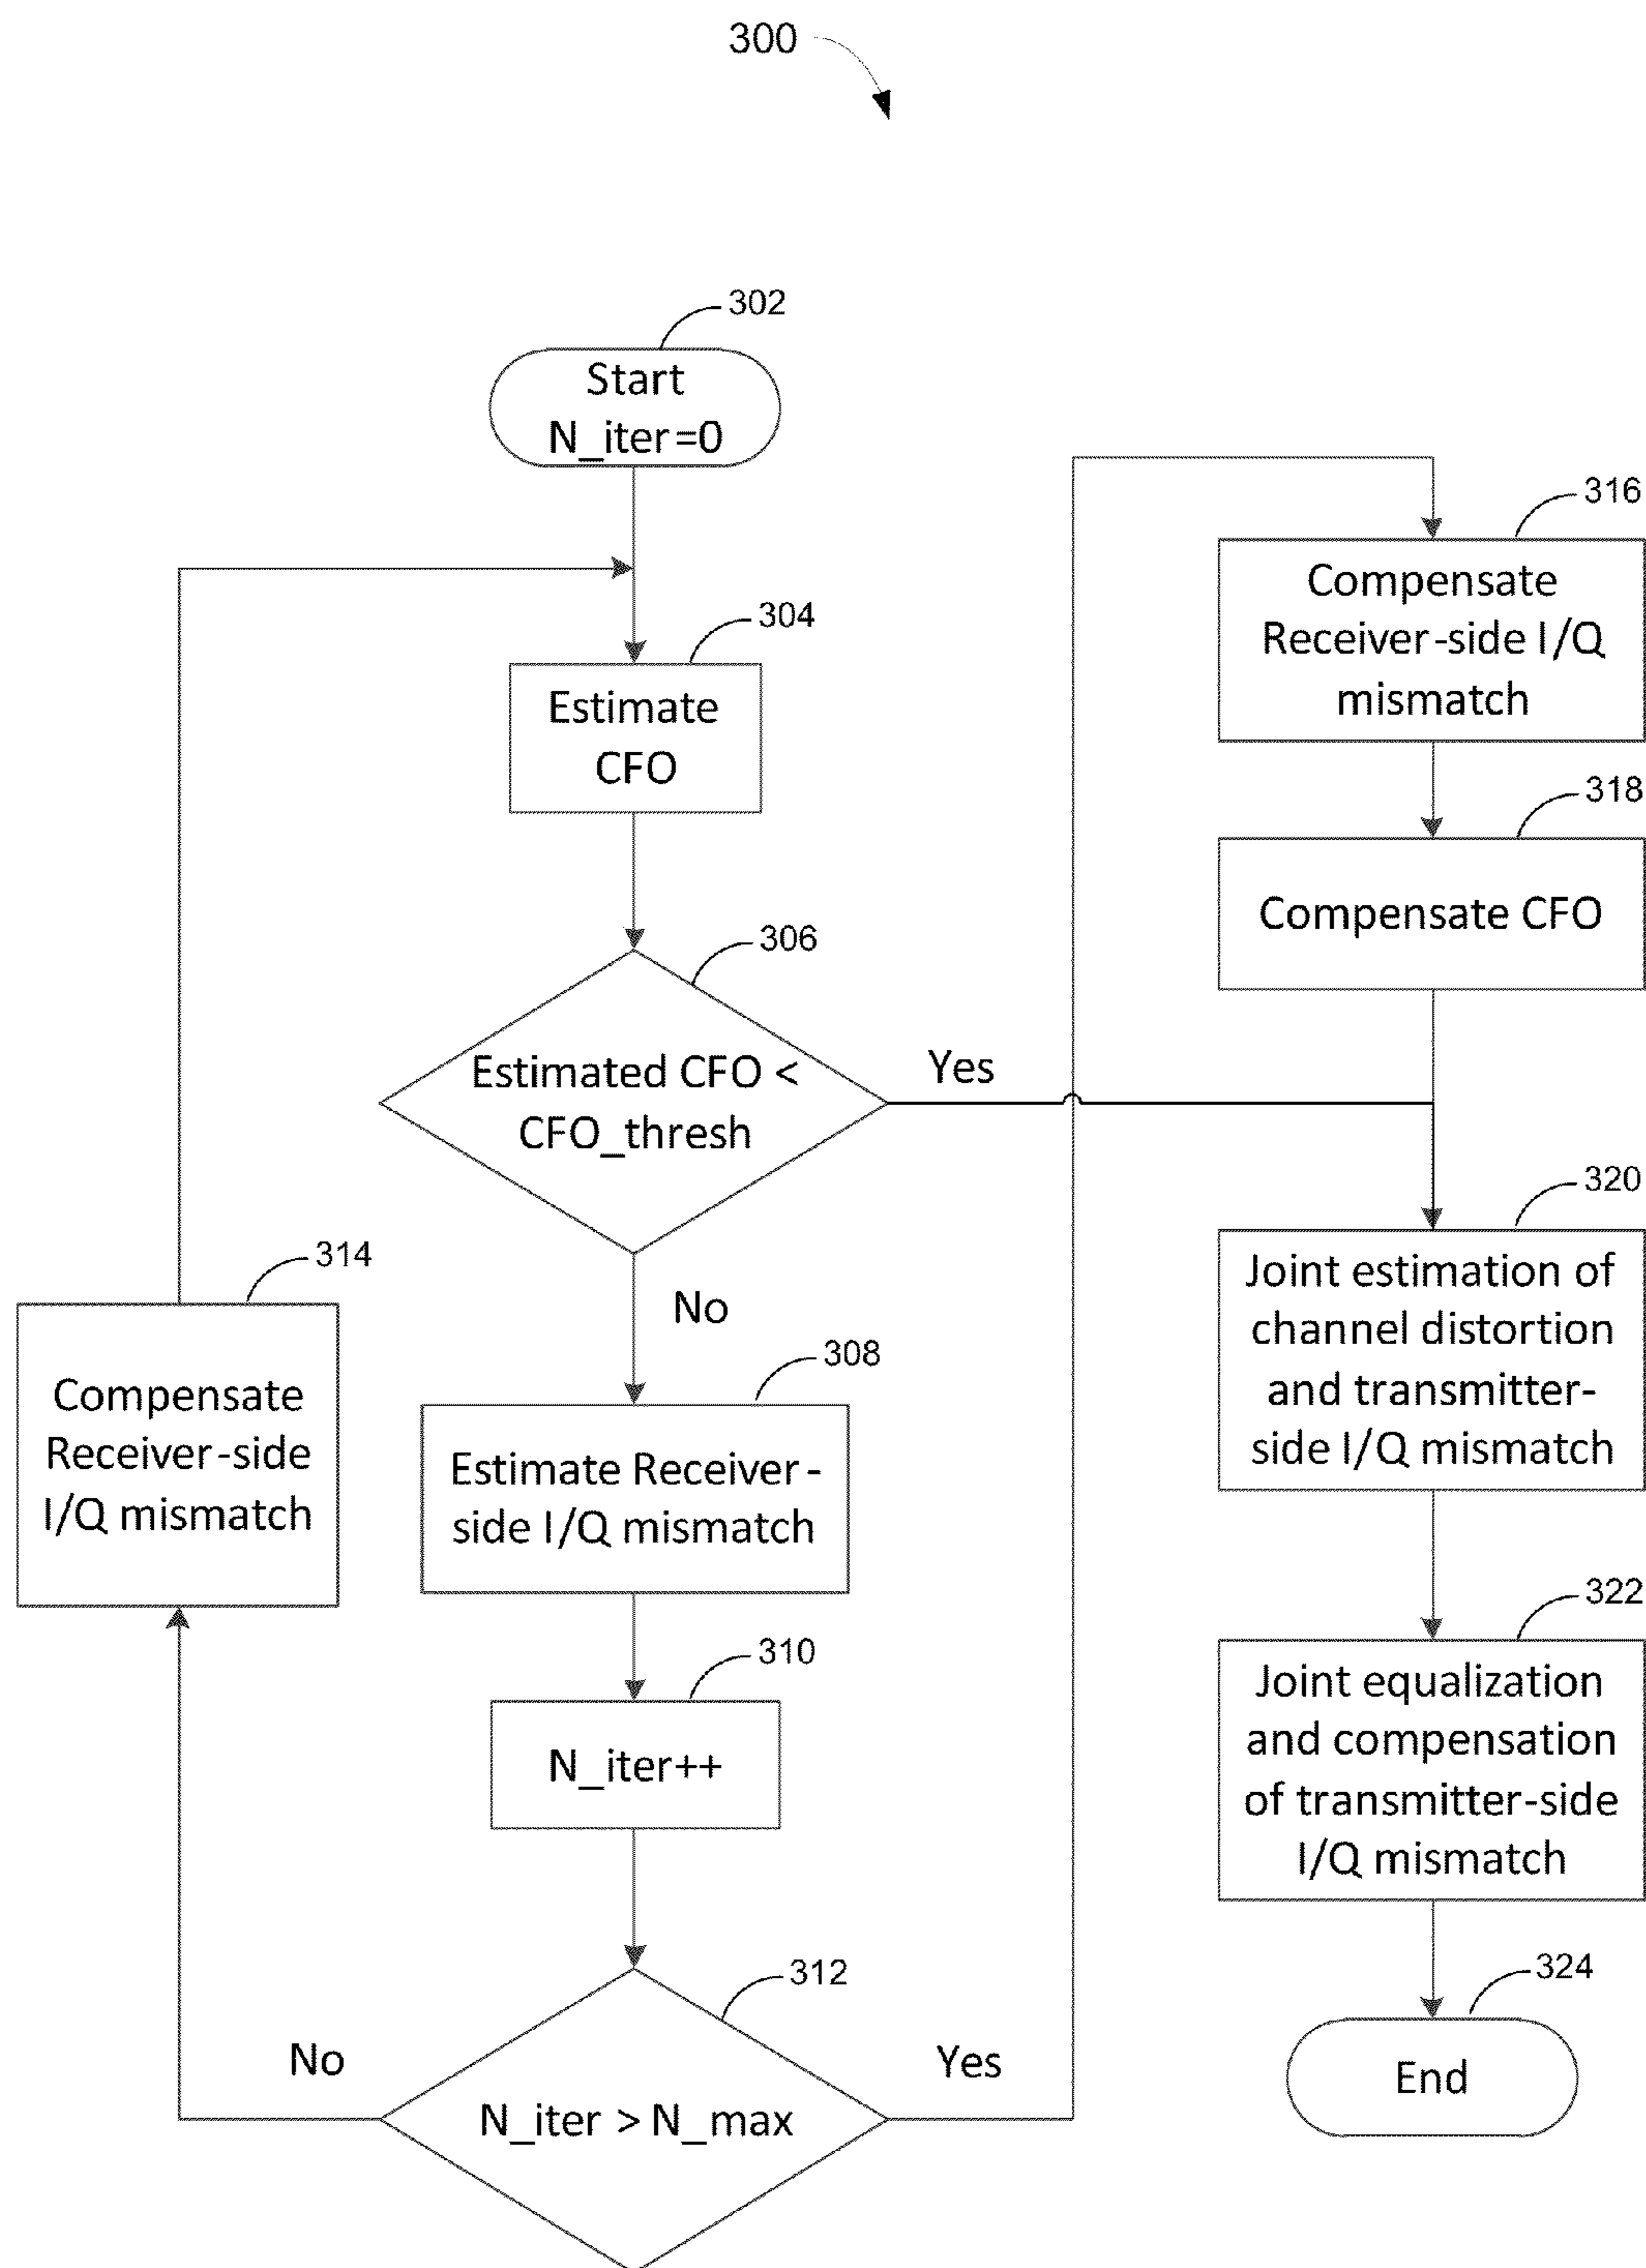 300
302
Start
N_iter=0
304
Estimate
CFO
306
Estimated CFO <
CFO_thresh
Yes
No
308
Estimate Receiver-
side I/Q mismatch
310
N_iter++
312
N_iter > N_max
No
Yes
314
Compensate
Receiver-side
I/Q mismatch
316
Compensate
Receiver-side I/Q
mismatch
318
Compensate CFO
320
Joint estimation of
channel distortion
and transmitter-
side I/Q mismatch
322
Joint equalization
and compensation
of transmitter-side
I/Q mismatch
324
End